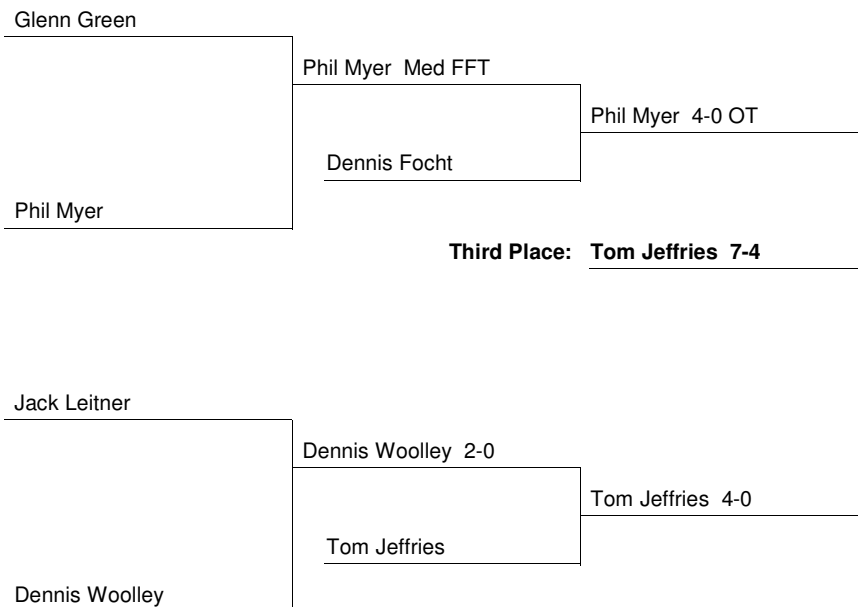 Glenn Green
Phil Myer Med FFT
Phil Myer 4-0 OT
Dennis Focht
Phil Myer
Third Place: Tom Jeffries 7-4
Jack Leitner
Dennis Woolley 2-0
Tom Jeffries 4-0
Tom Jeffries
Dennis Woolley